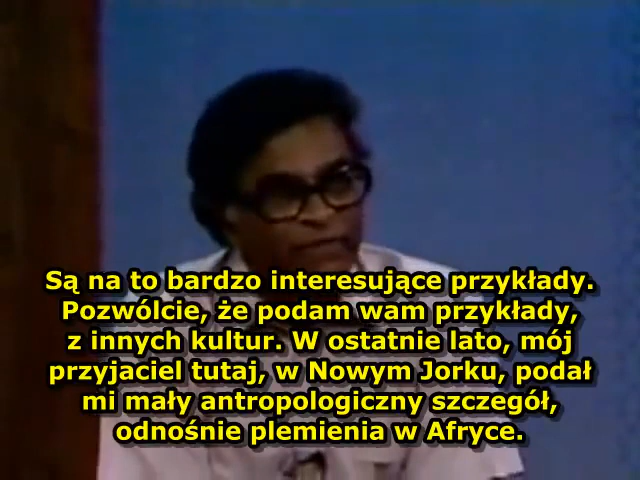 Są na to bardzo interesujące przykłady.
Pozwólcie, że podam wam przykłady,
z innych kultur. W ostatnie lato, mój
przyjaciel tutaj, w Nowym Jorku, podał
mi mały antropologiczny szczegół,
odnośnie plemienia w Afryce.